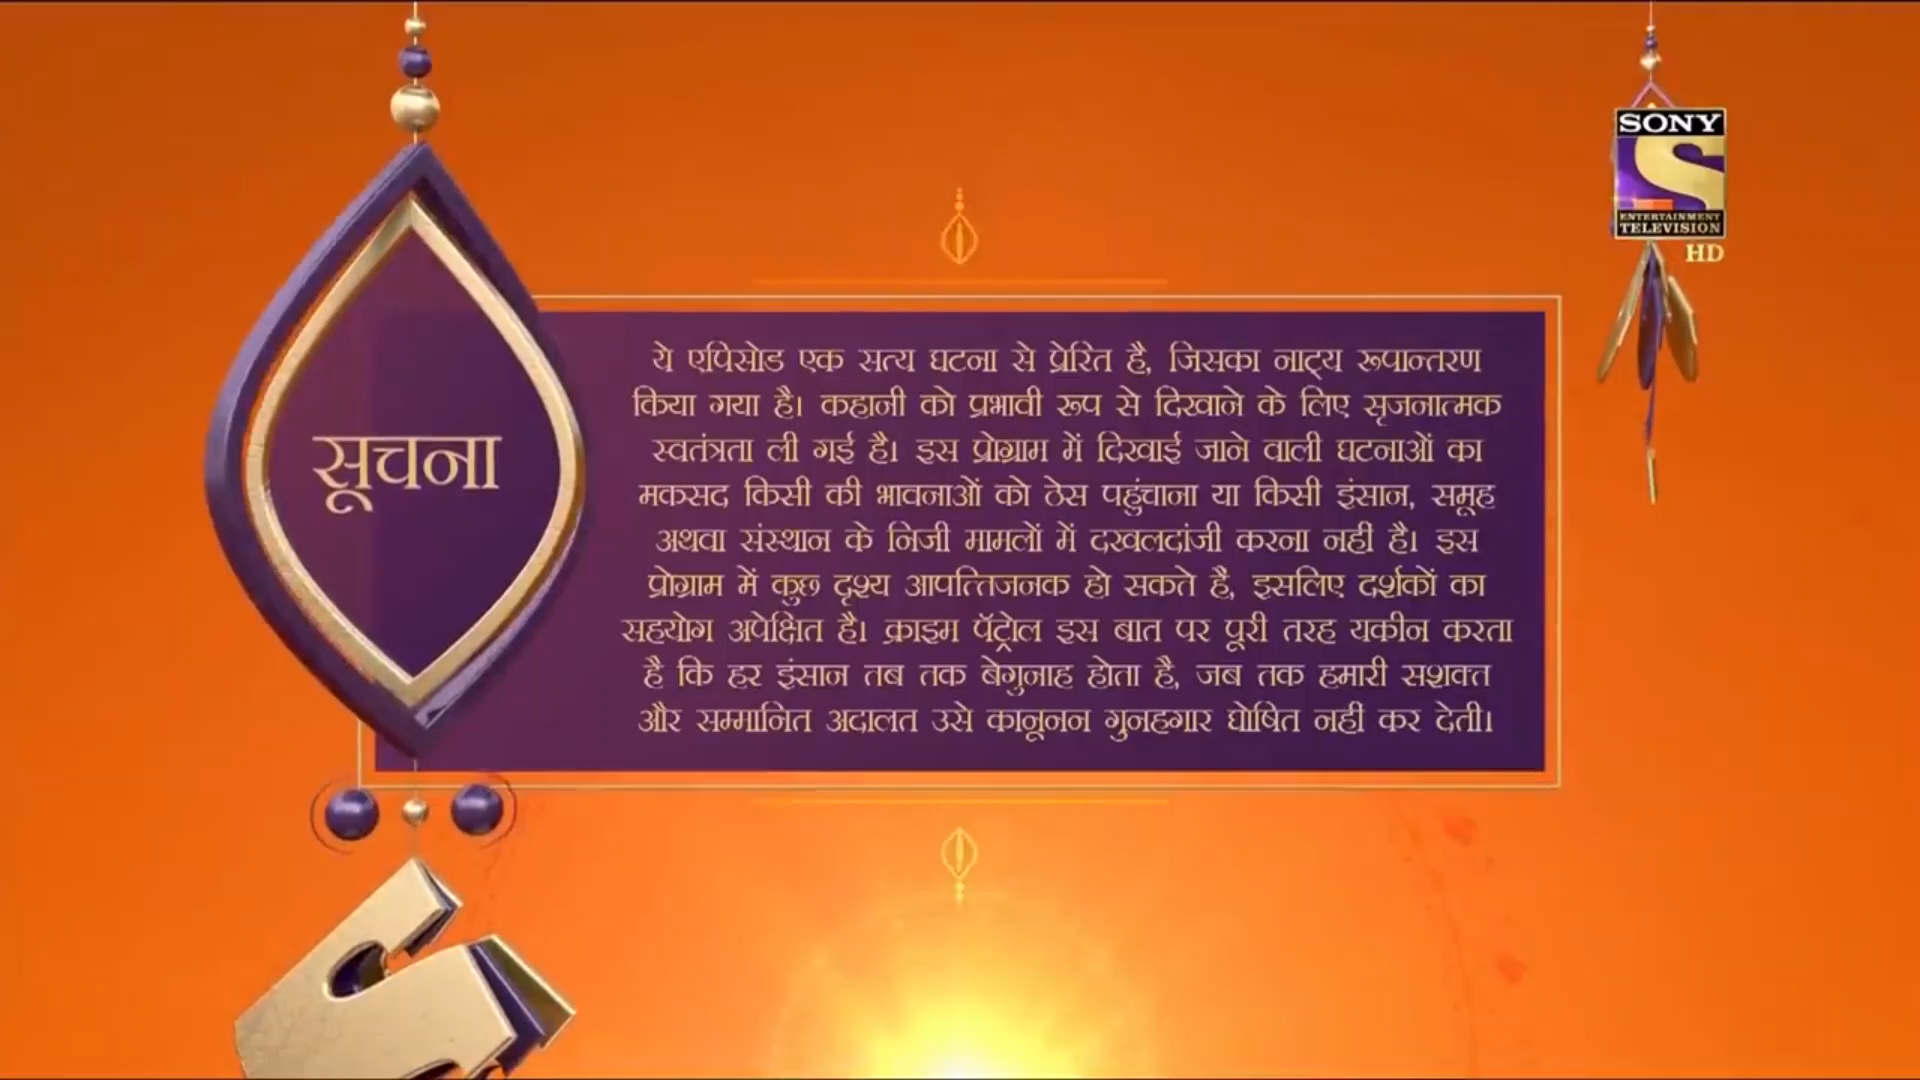 सूचना
ये एपिसोड एक सत्य घटना से प्रेरित है, जिसका नाट्य रूपान्तरण
किया गया है। कहानी को प्रभावी रूप से दिखाने के लिए सृजनात्मक
स्वतंत्रता ली गई है। इस प्रोग्राम में दिखाई जाने वाली घटनाओं का
मकसद किसी की भावनाओं को ठेस पहुंचाना या किसी इंसान, समूह
अथवा संस्थान के निजी मामलों में दखलदांजी करना नहीं है। इस
प्रोग्राम में कुछ दृश्य आपत्तिजनक हो सकते है, इसलिए दर्शकों का
सहयोग अपेक्षित है। क्राइम पॅट्रोल इस बात पर पूरी तरह यकीन करता
है कि हर इंसान तब तक बेगुनाह होता है, जब तक हमारी सशक्त
और सम्मानित अदालत उसे कानूनन गुनहगार घोषित नहीं कर देती।
SONY
ENTERTAINMENT
TELEVISION
HD